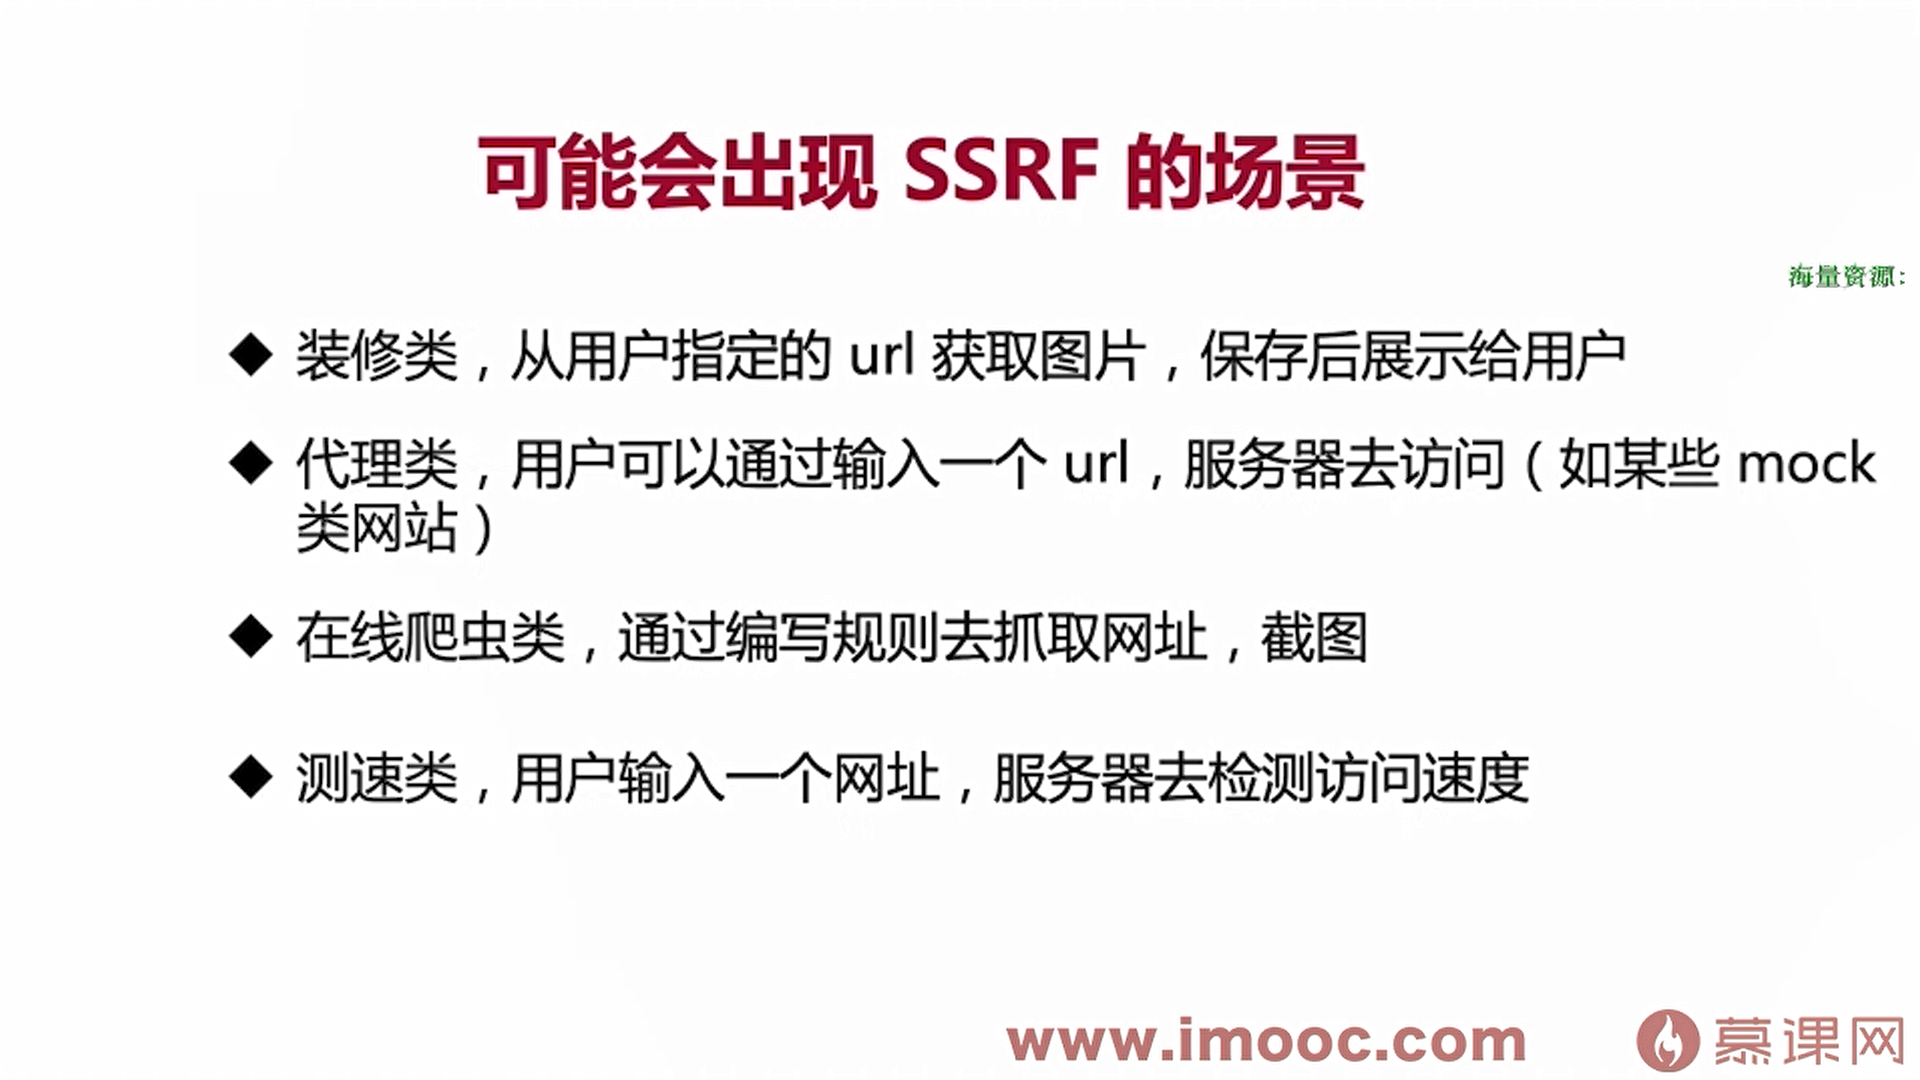 可能会出现 SSRF 的场景
海量资源：
◆ 装修类，从用户指定的 url 获取图片，保存后展示给用户
◆ 代理类，用户可以通过输入一个 url，服务器去访问（如某些 mock
类网站）
◆ 在线爬虫类，通过编写规则去抓取网址，截图
◆ 测速类，用户输入一个网址，服务器去检测访问速度
www.imooc.com 慕课网